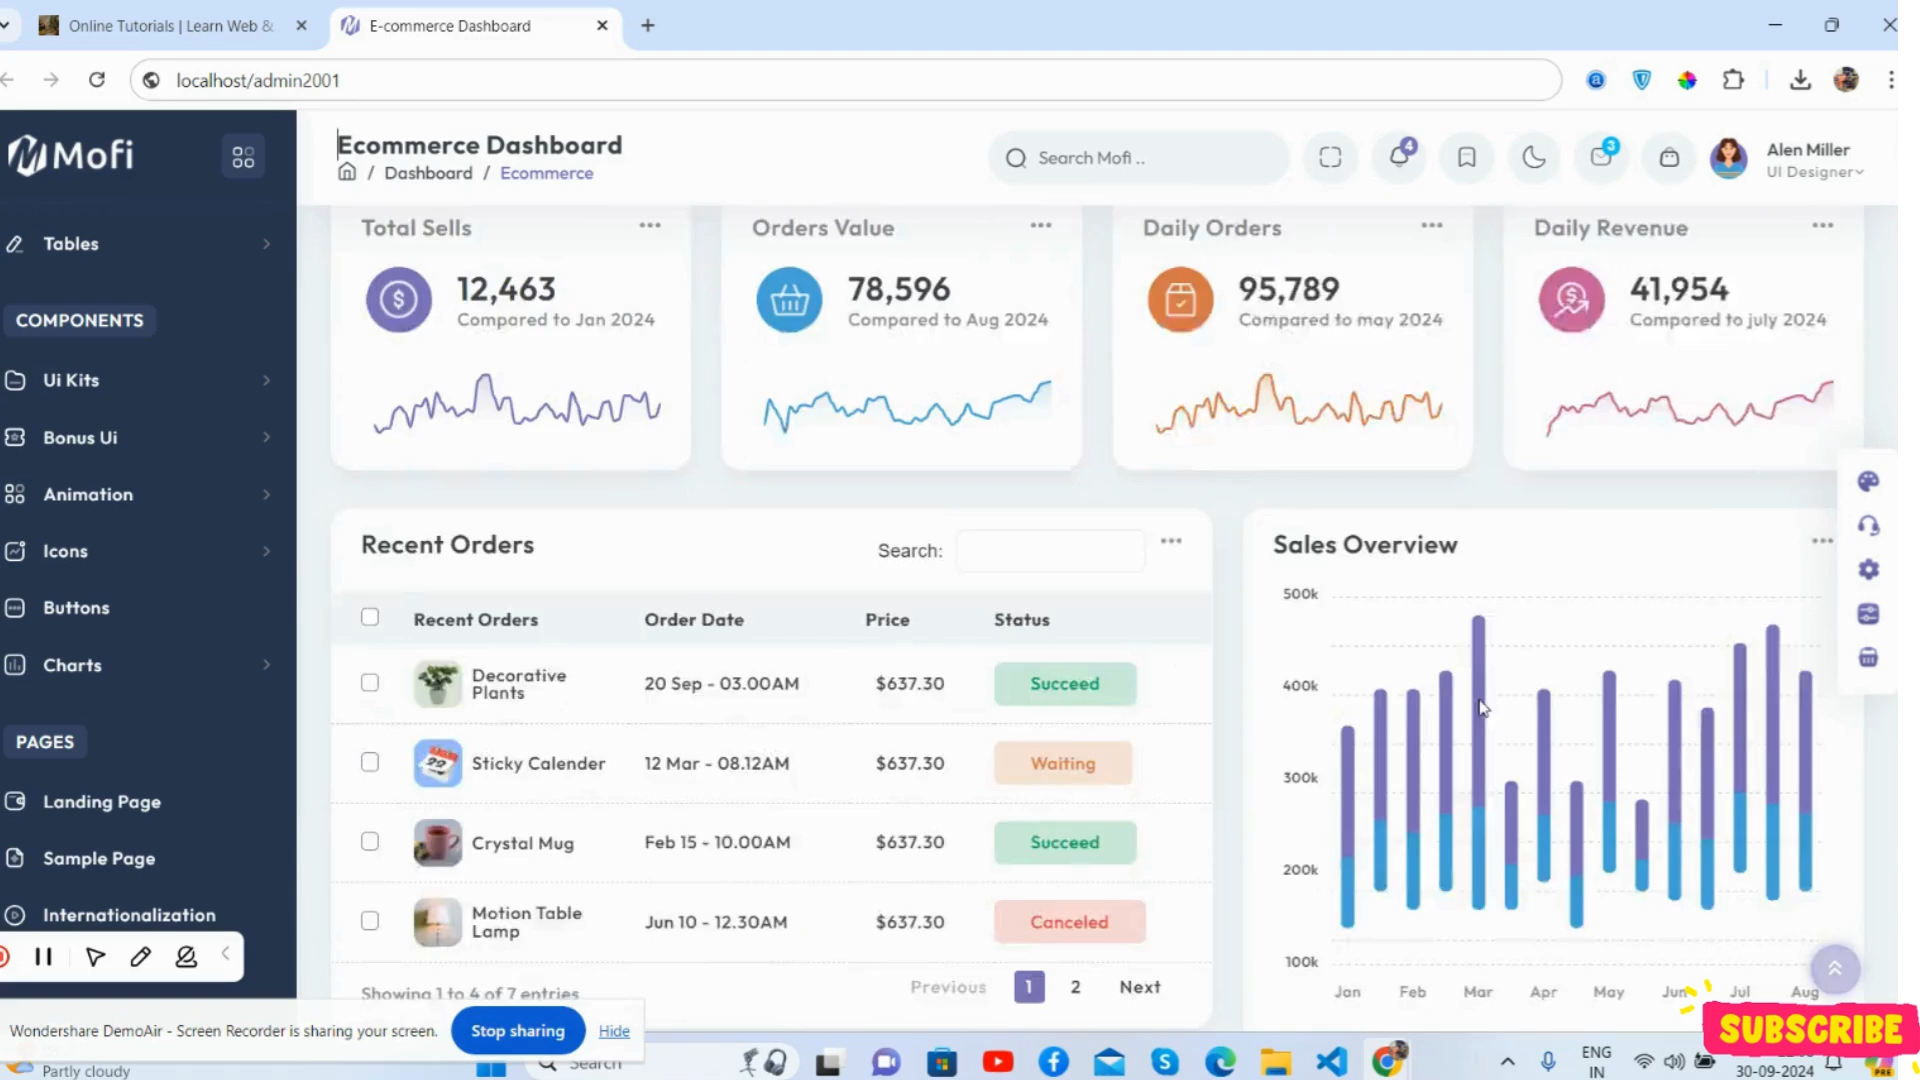 Online Tutorials | Learn Web &
E-commerce Dashboard
localhost/admin2001
Mofi
Ecommerce Dashboard
/ Dashboard / Ecommerce
Search Mofi ..
4
3
Alen Miller
UI Designer
Tables
COMPONENTS
Ui Kits
Bonus Ui
Animation
Icons
Buttons
Charts
PAGES
Landing Page
Sample Page
Internationalization
Total Sells
12,463
Compared to Jan 2024
Orders Value
78,596
Compared to Aug 2024
Daily Orders
95,789
Compared to may 2024
Daily Revenue
41,954
Compared to july 2024
Recent Orders
Search:
Recent Orders Order Date Price Status
Decorative
Plants
20 Sep - 03.00AM $637.30 Succeed
Sticky Calender 12 Mar - 08.12AM $637.30 Waiting
Crystal Mug Feb 15 - 10.00AM $637.30 Succeed
Motion Table
Lamp
Jun 10 - 12.30AM $637.30 Canceled
Showing 1 to 4 of 7 entries
Previous 1 2 Next
Sales Overview
500k
400k
300k
200k
100k
Jan Feb Mar Apr May Jun Jul Aug
SUBSCRIBE
Wondershare DemoAir - Screen Recorder is sharing your screen.
Stop sharing
Hide
Partly cloudy
Search
ENG
IN
30-09-2024
PRE